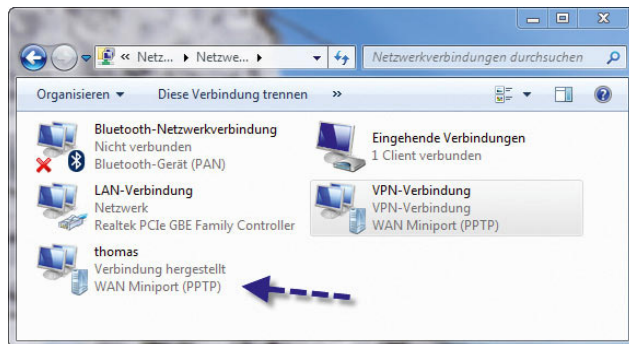 « Netz... Netzwe...
Netzwerkverbindungen durchsuchen
Organisieren Diese Verbindung trennen »
Bluetooth-Netzwerkverbindung
Nicht verbunden
Bluetooth-Gerät (PAN)
Eingehende Verbindungen
1 Client verbunden
LAN-Verbindung
Netzwerk
Realtek PCIe GBE Family Controller
VPN-Verbindung
VPN-Verbindung
WAN Miniport (PPTP)
thomas
Verbindung hergestellt
WAN Miniport (PPTP)